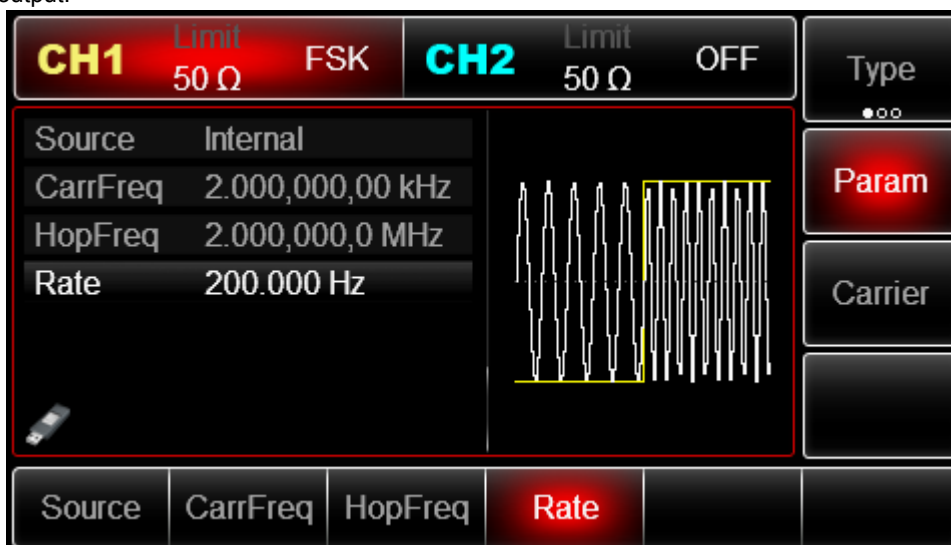 output.
CH1 Limit 50 Ω FSK
CH2 Limit 50 Ω OFF
Type
Source Internal
CarrFreq 2.000,000,00 kHz
HopFreq 2.000,000,0 MHz
Rate 200.000 Hz
Param
Carrier
Source CarrFreq HopFreq Rate